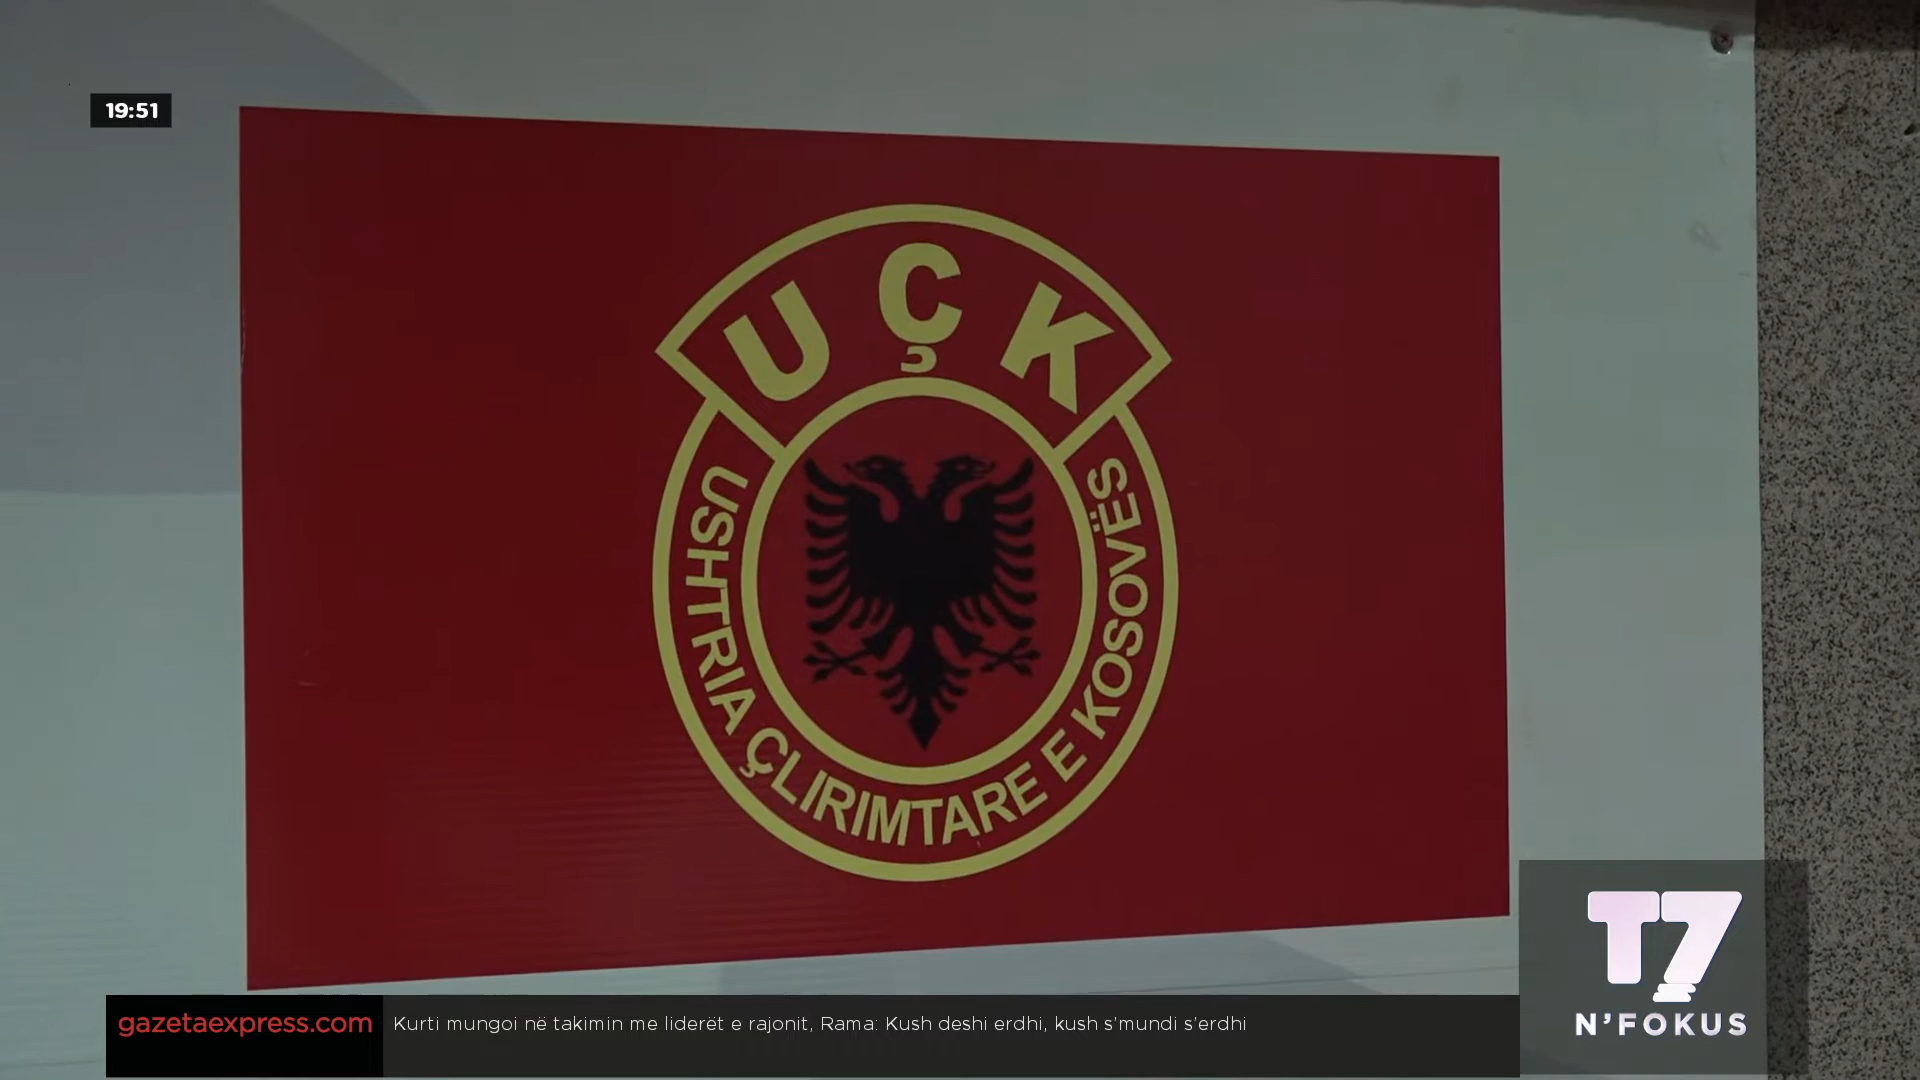 19:51
UÇK
USHTRIA ÇLIRIMTARE E KOSOVËS
T7
N'FOKUS
gazetaexpress.com
Kurti mungoi në takimin me liderët e rajonit, Rama: Kush deshi erdhi, kush s'mundi s'erdhi